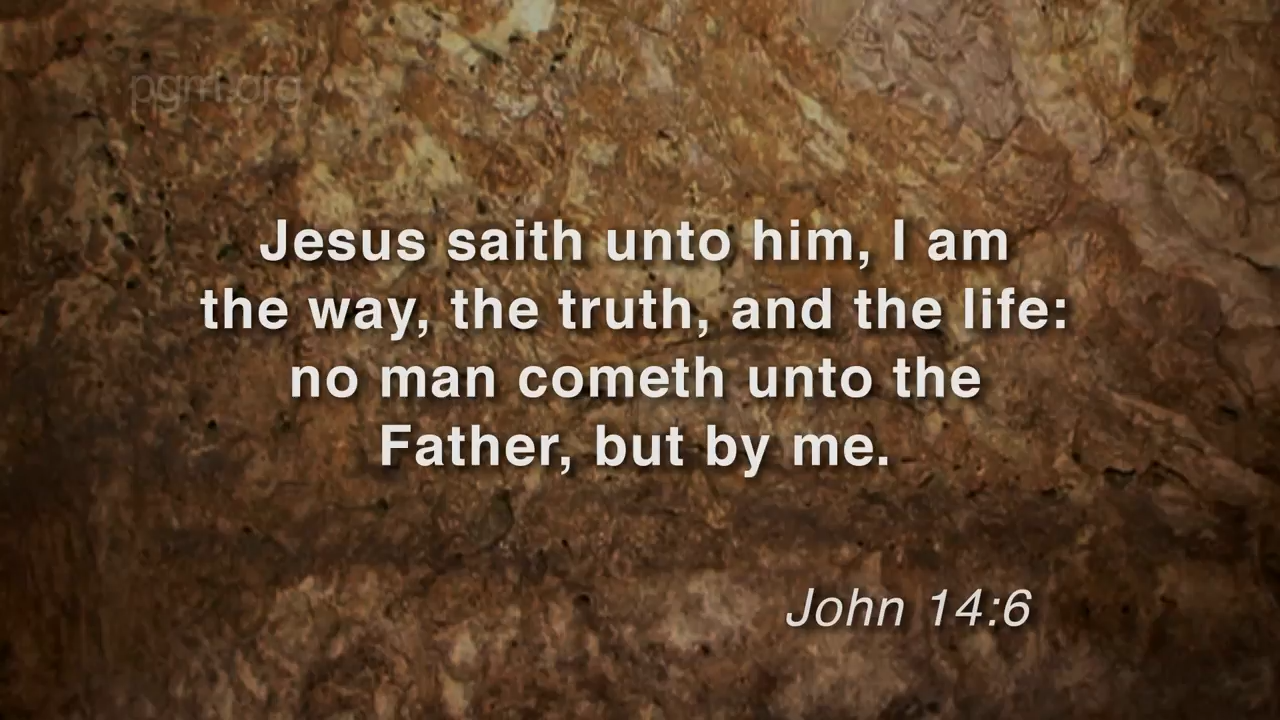 pgm.org
Jesus saith unto him, I am
the way, the truth, and the life:
no man cometh unto the
Father, but by me.
John 14:6